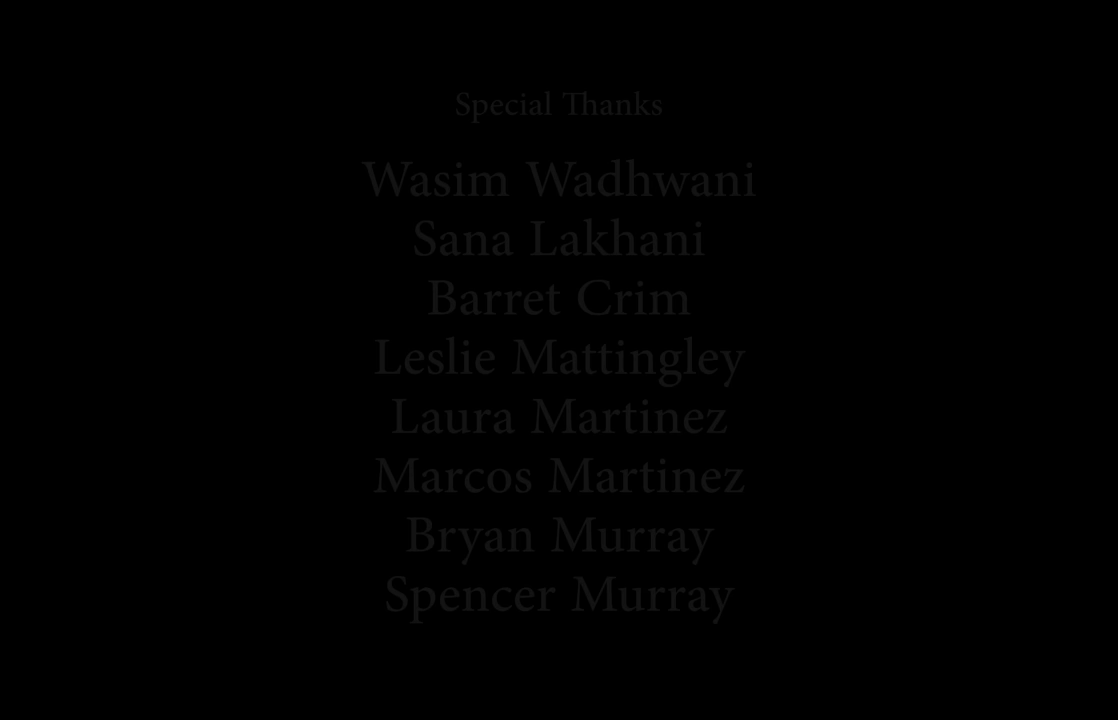 Special Thanks
Wasim Wadhwani
Sana Lakhani
Barret Crim
Leslie Mattingley
Laura Martinez
Marcos Martinez
Bryan Murray
Spencer Murray